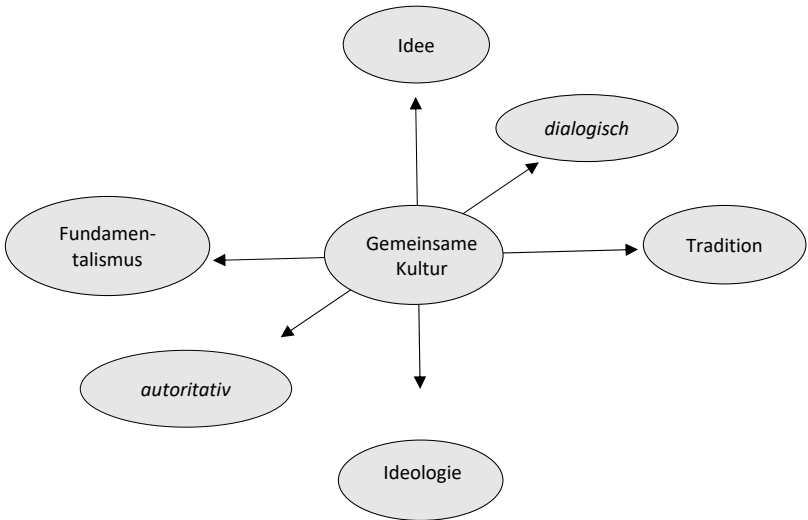 Idee
dialogisch
Fundamen-
talismus
Gemeinsame
Kultur
Tradition
autoritativ
Ideologie